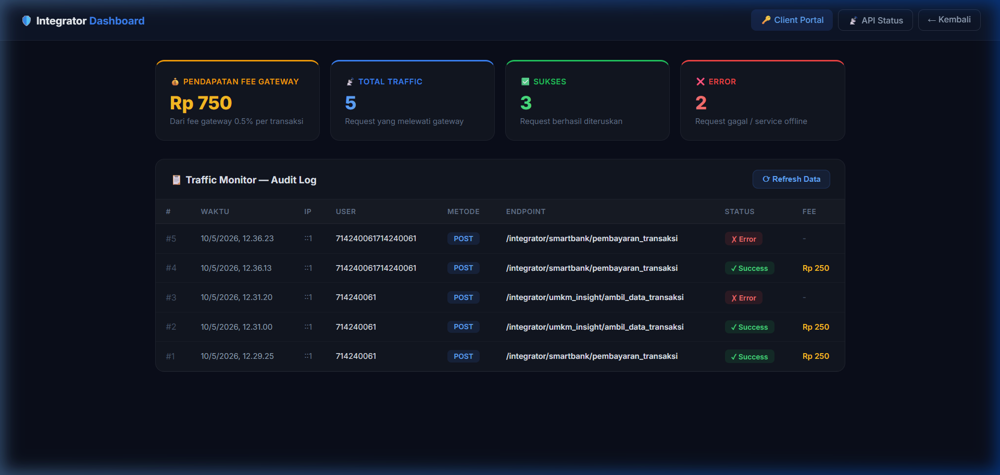 Integrator Dashboard
Client Portal
API Status
← Kembali
PENDAPATAN FEE GATEWAY
Rp 750
Dari fee gateway 0.5% per transaksi
TOTAL TRAFFIC
5
Request yang melewati gateway
SUKSES
3
Request berhasil diteruskan
ERROR
2
Request gagal / service offline
Traffic Monitor — Audit Log
⟳ Refresh Data
# WAKTU IP USER METODE ENDPOINT STATUS FEE
#5 10/5/2026, 12.36.23 ::1 714240061714240061 POST /integrator/smartbank/pembayaran_transaksi ✗ Error -
#4 10/5/2026, 12.36.13 ::1 714240061714240061 POST /integrator/smartbank/pembayaran_transaksi ✓ Success Rp 250
#3 10/5/2026, 12.31.20 ::1 714240061 POST /integrator/umkm_insight/ambil_data_transaksi ✗ Error -
#2 10/5/2026, 12.31.00 ::1 714240061 POST /integrator/umkm_insight/ambil_data_transaksi ✓ Success Rp 250
#1 10/5/2026, 12.29.25 ::1 714240061 POST /integrator/smartbank/pembayaran_transaksi ✓ Success Rp 250